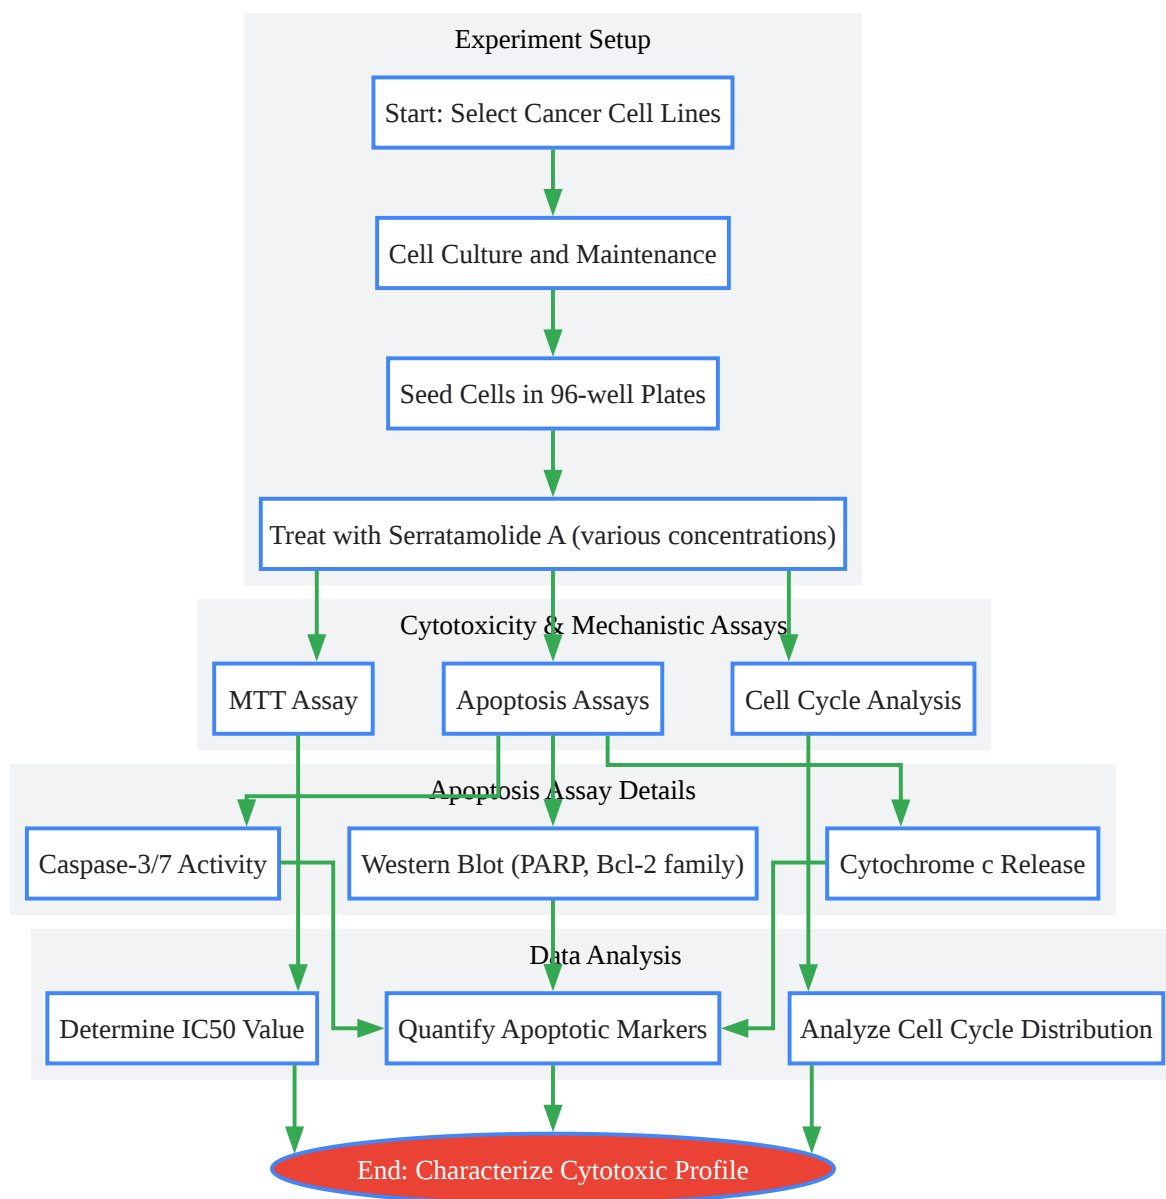 Experiment Setup
Start: Select Cancer Cell Lines
Cell Culture and Maintenance
Seed Cells in 96-well Plates
Treat with Serratamolide A (various concentrations)
Cytotoxicity & Mechanistic Assays
MTT Assay
Apoptosis Assays
Cell Cycle Analysis
Apoptosis Assay Details
Caspase-3/7 Activity
Western Blot (PARP, Bcl-2 family)
Cytochrome c Release
Data Analysis
Determine IC50 Value
Quantify Apoptotic Markers
Analyze Cell Cycle Distribution
End: Characterize Cytotoxic Profile